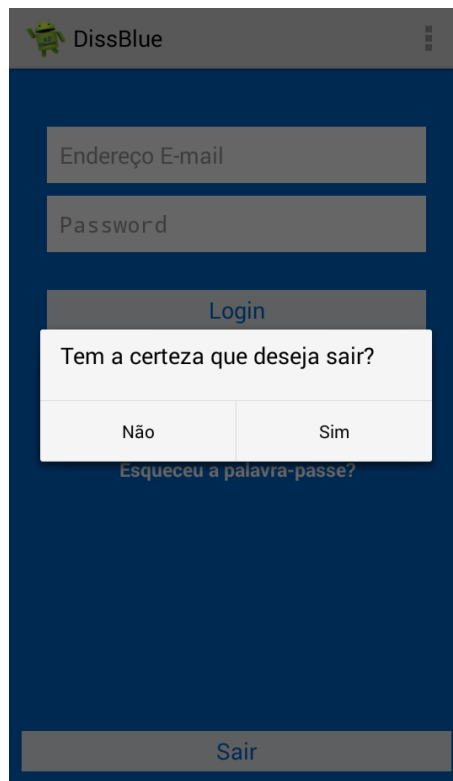 DissBlue
Endereço E-mail
Password
Login
Tem a certeza que deseja sair?
Não
Sim
Esqueceu a palavra-passe?
Sair